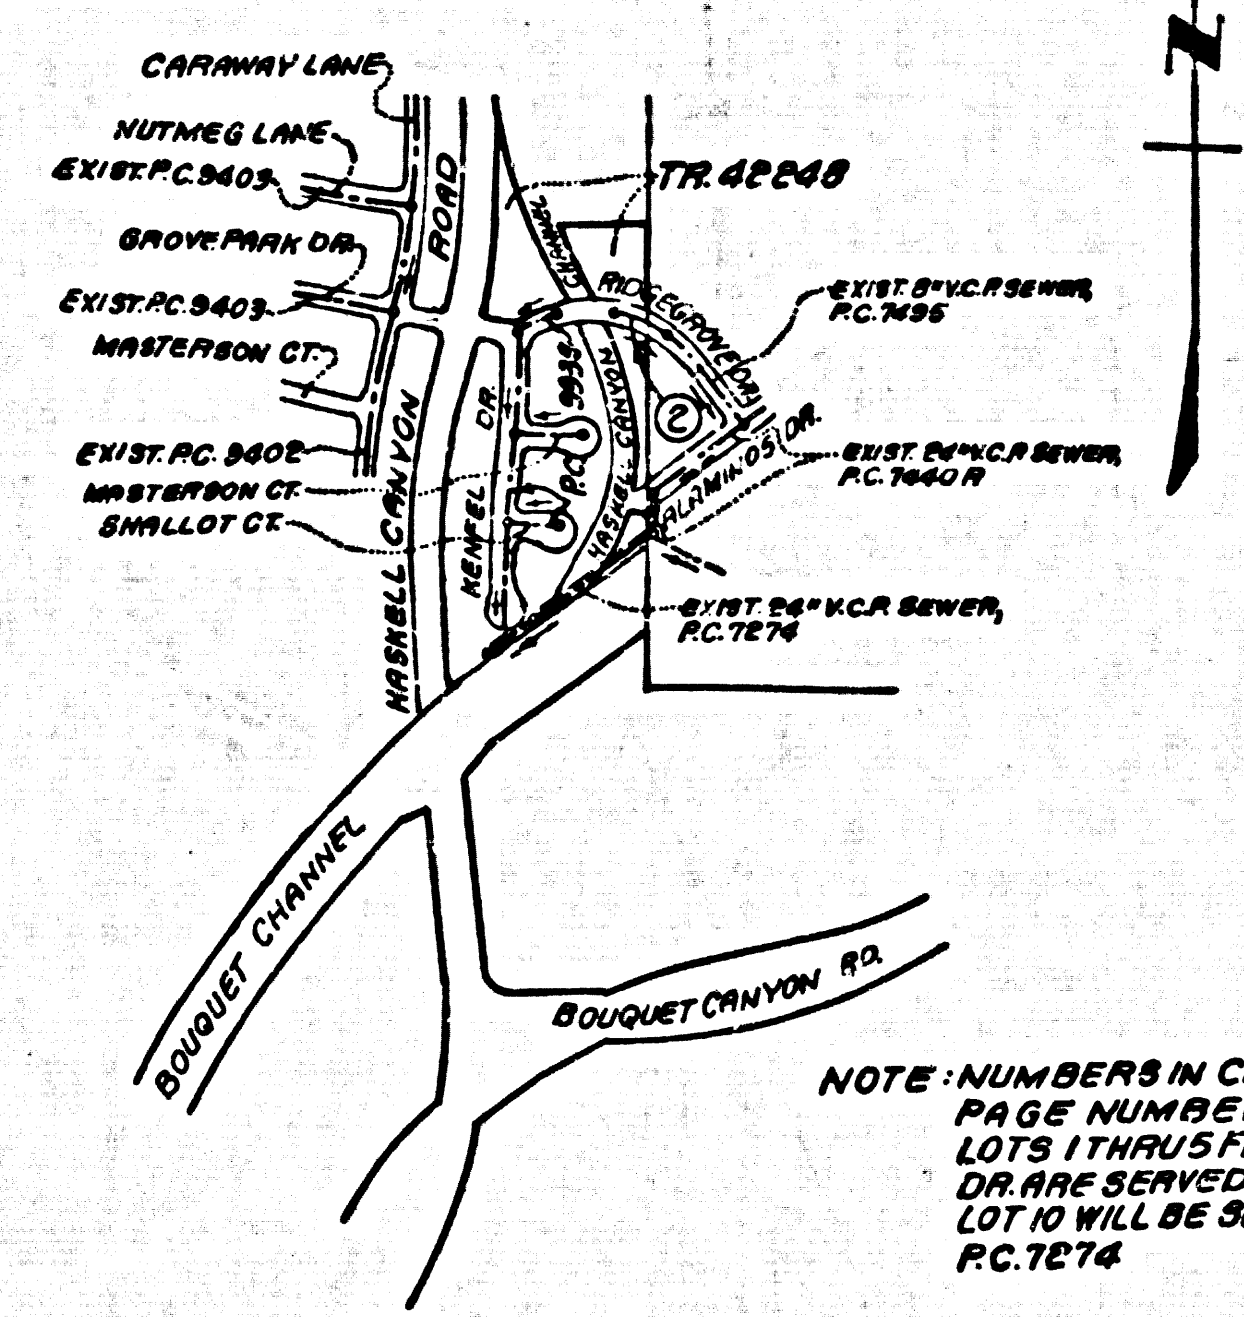 N
CARAWAY LANE
NUTMEG LANE
EXIST. P.C. 9403
GROVE PARK DR.
EXIST. P.C. 9403
MASTERSON CT.
EXIST. P.C. 9402
MASTERSON CT.
SHALLOT CT.
ROAD
HASKELL CANYON
TR. 42248
CHANNEL
HASKELL CANYON
RIDGEGROVE DR.
KENFEL DR.
P.C. 9935
2
ALAMINOS DR.
EXIST. 8" V.C.P. SEWER,
P.C. 7495
EXIST. 24" V.C.P. SEWER,
P.C. 7440 R
EXIST. 24" V.C.P. SEWER,
P.C. 7274
BOUQUET CHANNEL
BOUQUET CANYON RD.
NOTE: NUMBERS IN C
PAGE NUMBE
LOTS 1 THRU 5 F
DR. ARE SERVED
LOT 10 WILL BE S
P.C. 7274